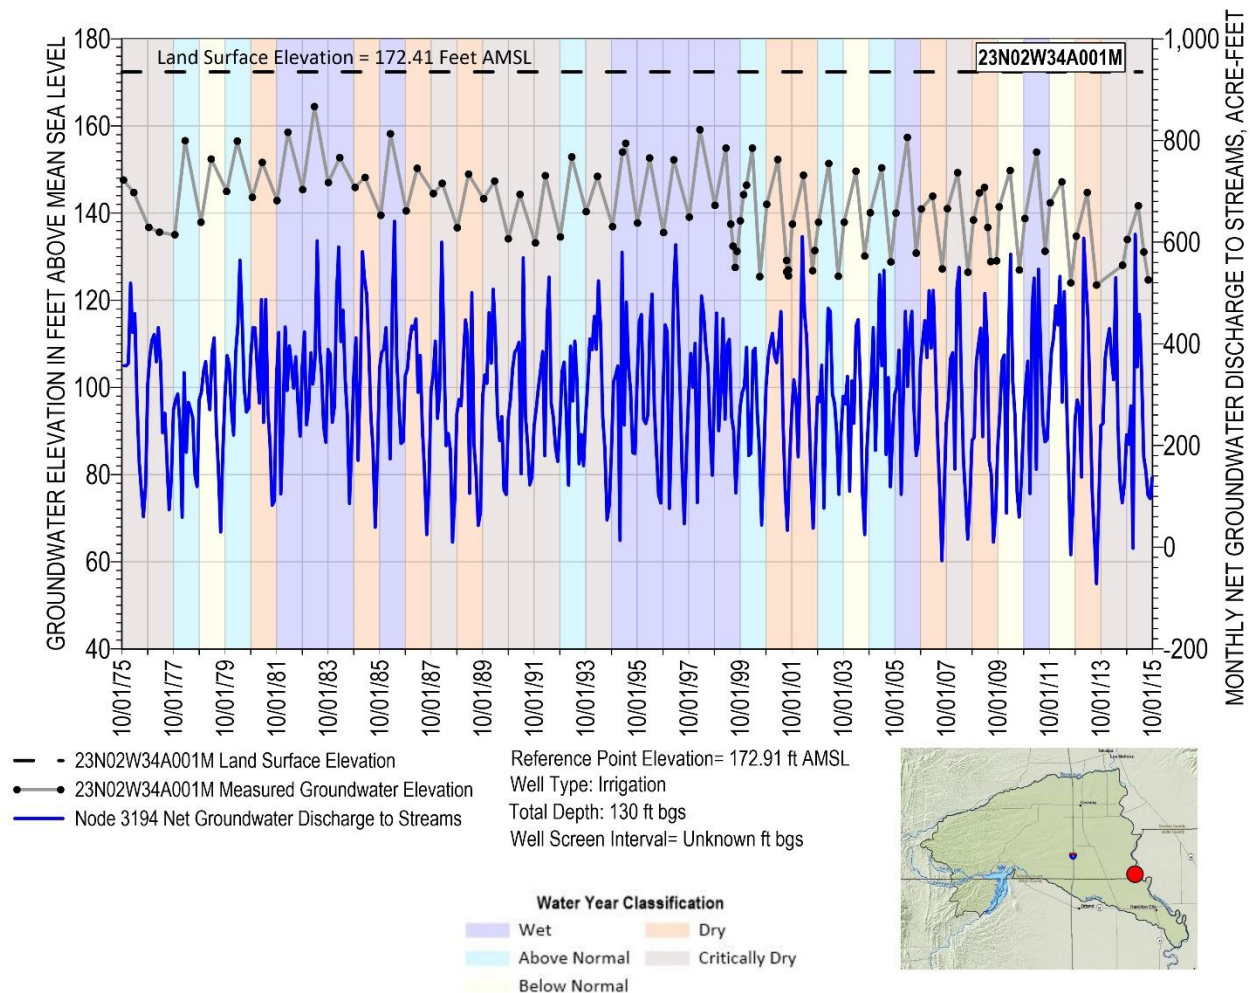 Land Surface Elevation = 172.41 Feet AMSL
23N02W34A001M
GROUNDWATER ELEVATION IN FEET ABOVE MEAN SEA LEVEL
180
160
140
120
100
80
60
40
MONTHLY NET GROUNDWATER DISCHARGE TO STREAMS, ACRE-FEET
1,000
800
600
400
200
0
-200
10/01/75
10/01/77
10/01/79
10/01/81
10/01/83
10/01/85
10/01/87
10/01/89
10/01/91
10/01/93
10/01/95
10/01/97
10/01/99
10/01/01
10/01/03
10/01/05
10/01/07
10/01/09
10/01/11
10/01/13
10/01/15
23N02W34A001M Land Surface Elevation
23N02W34A001M Measured Groundwater Elevation
Node 3194 Net Groundwater Discharge to Streams
Reference Point Elevation= 172.91 ft AMSL
Well Type: Irrigation
Total Depth: 130 ft bgs
Well Screen Interval= Unknown ft bgs
Water Year Classification
Wet
Dry
Above Normal
Critically Dry
Below Normal
Corning
Orland
Hamilton City